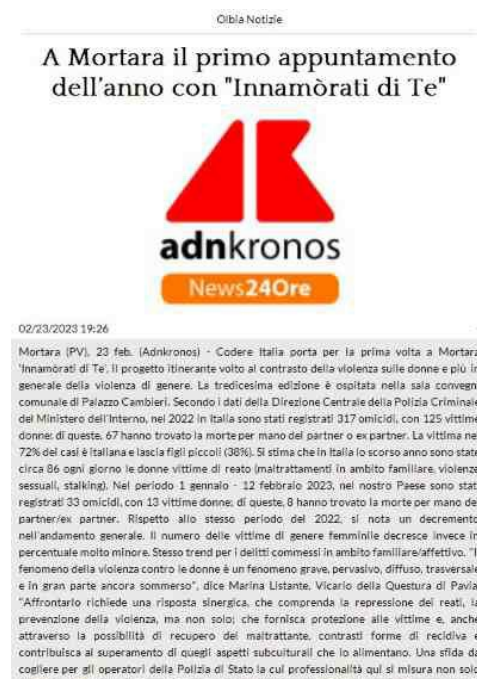 Olbia Notizie
A Mortara il primo appuntamento
dell'anno con "Innamòrati di Te"
adnkronos
News24Ore
02/23/2023 19:26
Mortara (PV), 23 feb. (Adnkronos) - Codere Italia porta per la prima volta a Mortara
'Innamòrati di Te', il progetto itinerante volto al contrasto della violenza sulle donne e più in
generale della violenza di genere. La tredicesima edizione è ospitata nella sala convegni
comunale di Palazzo Cambieri. Secondo i dati della Direzione Centrale della Polizia Criminale
del Ministero dell'Interno, nel 2022 in Italia sono stati registrati 317 omicidi, con 125 vittime
donne: di queste, 67 hanno trovato la morte per mano del partner o ex partner. La vittima nel
72% dei casi è italiana e lascia figli piccoli (38%). Si stima che in Italia lo scorso anno sono state
circa 86 ogni giorno le donne vittime di reato (maltrattamenti in ambito familiare, violenze
sessuali, stalking). Nel periodo 1 gennaio - 12 febbraio 2023, nel nostro Paese sono stati
registrati 33 omicidi, con 13 vittime donne; di queste, 8 hanno trovato la morte per mano del
partner/ex partner. Rispetto allo stesso periodo del 2022, si nota un decremento
nell'andamento generale. Il numero delle vittime di genere femminile decresce invece in
percentuale molto minore. Stesso trend per i delitti commessi in ambito familiare/affettivo. "Il
fenomeno della violenza contro le donne è un fenomeno grave, pervasivo, diffuso, trasversale
e in gran parte ancora sommerso", dice Marina Listante, Vicario della Questura di Pavia.
"Affrontarlo richiede una risposta sinergica, che comprenda la repressione dei reati, la
prevenzione della violenza, ma non solo; che fornisca protezione alle vittime e, anche
attraverso la possibilità di recupero del maltrattante, contrasti forme di recidiva e
contribuisca al superamento di quegli aspetti subculturali che lo alimentano. Una sfida da
cogliere per gli operatori della Polizia di Stato la cui professionalità qui si misura non solo